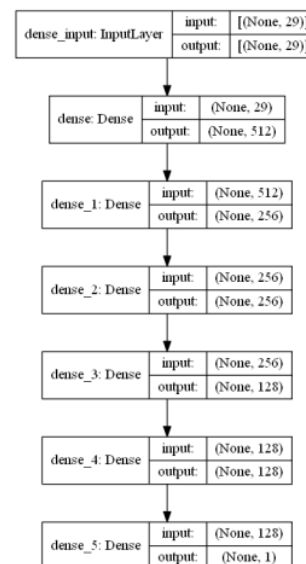 dense_input: InputLayer input: [(None, 29)]
output: [(None, 29)]
dense: Dense input: (None, 29)
output: (None, 512)
dense_1: Dense input: (None, 512)
output: (None, 256)
dense_2: Dense input: (None, 256)
output: (None, 256)
dense_3: Dense input: (None, 256)
output: (None, 128)
dense_4: Dense input: (None, 128)
output: (None, 128)
dense_5: Dense input: (None, 128)
output: (None, 1)